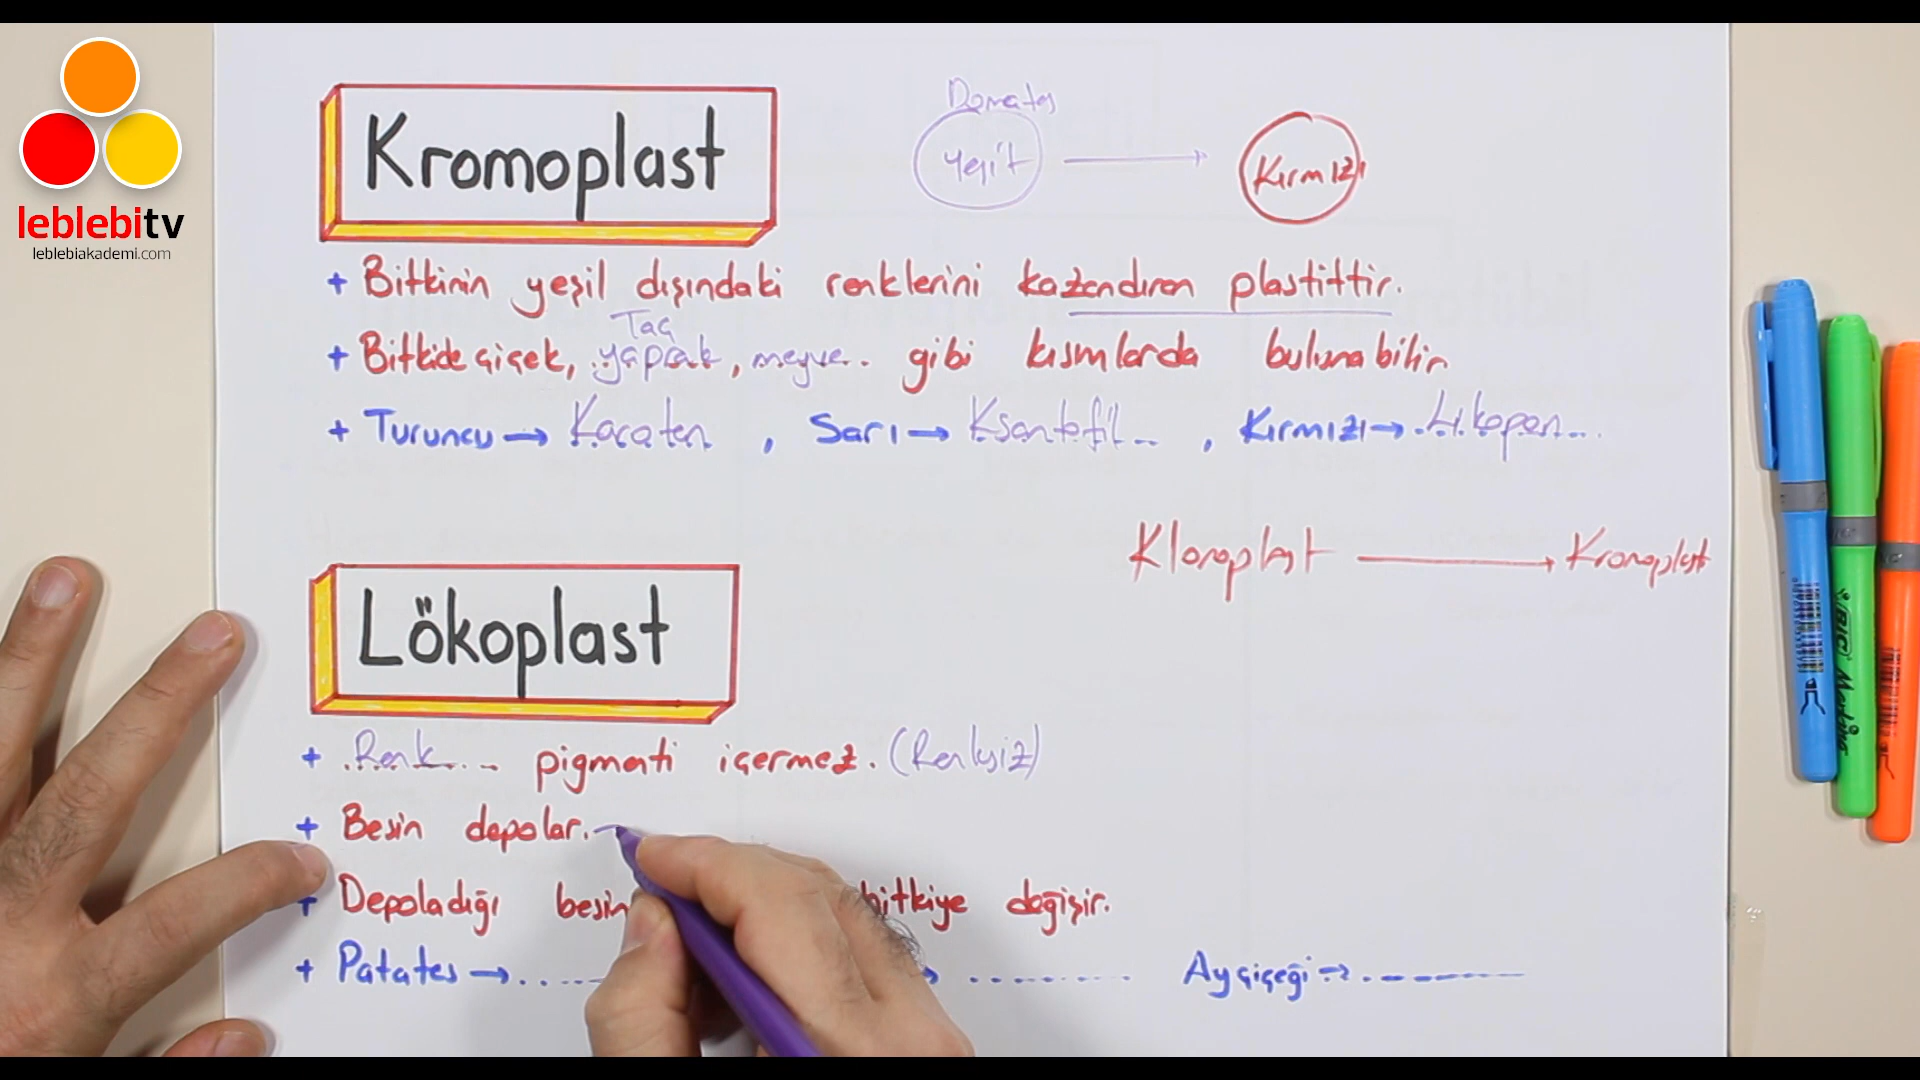 leblebitv
leblebiakademi.com
Kromoplast
Domates
Yeşil → Kırmızı
+ Bitkinin yeşil dışındaki renklerini kazandıran plastittir.
Taç
+ Bitkide çiçek, yaprak, meyve.. gibi kısımlarda bulunabilir.
+ Turuncu → Karoten , Sarı → Ksantofil , Kırmızı → Likopen
Kloroplast → Kromoplast
Lökoplast
+ Renk pigmenti içermez. (Renksiz)
+ Besin depolar.
+ Depoladığı besin bitkiye değişir.
+ Patates → ........ → ........ Ayçiçeği → ........
BIC Marking